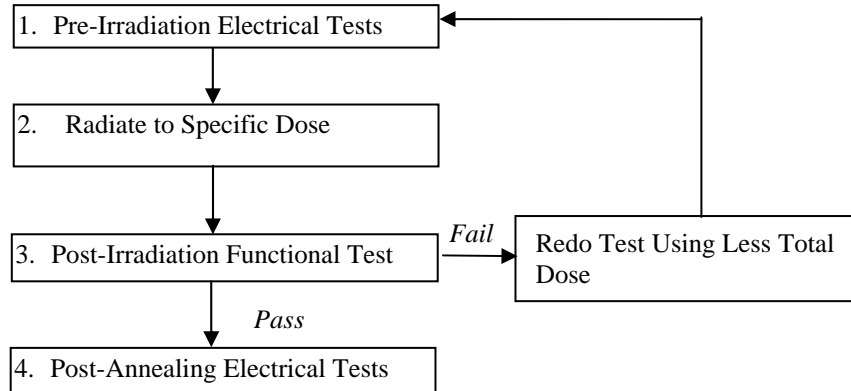 1. Pre-Irradiation Electrical Tests
2. Radiate to Specific Dose
3. Post-Irradiation Functional Test
Fail
Redo Test Using Less Total
Dose
Pass
4. Post-Annealing Electrical Tests